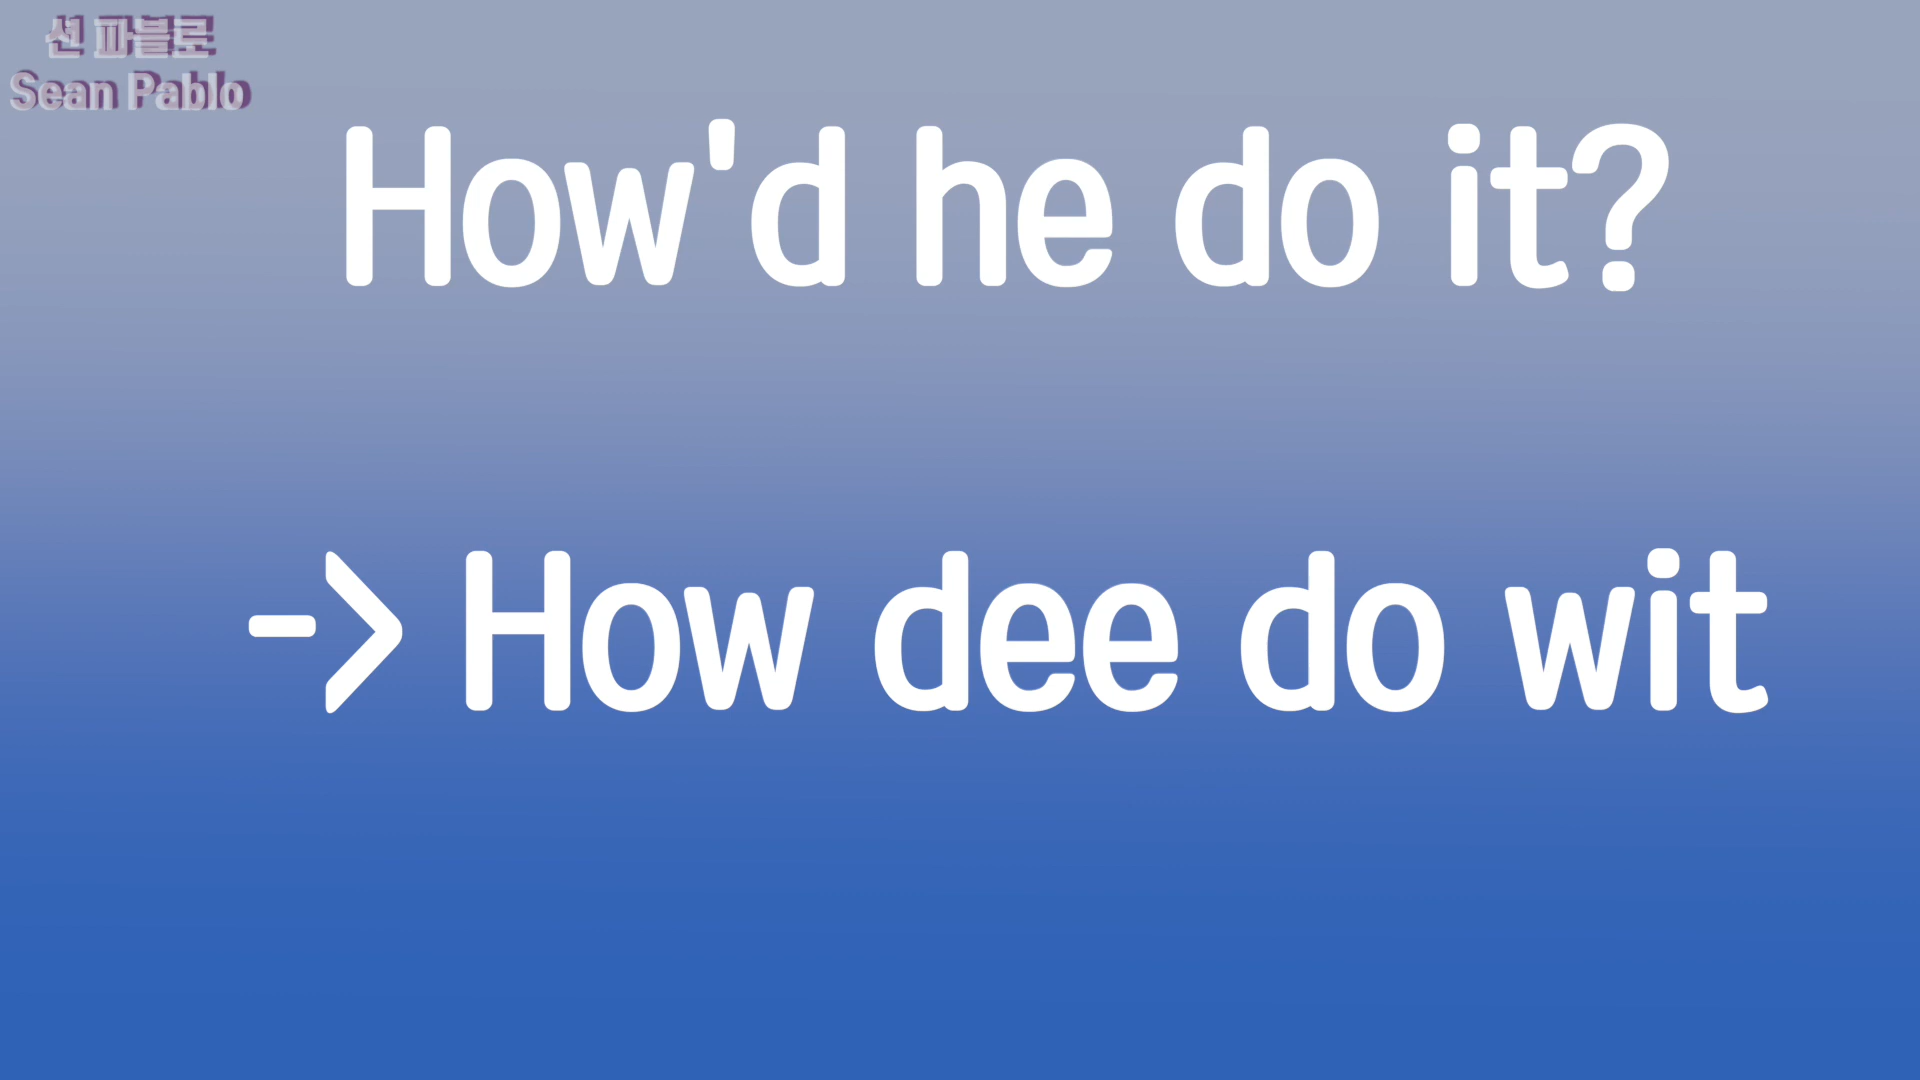 션 파블로
Sean Pablo
How'd he do it?
-> How dee do wit